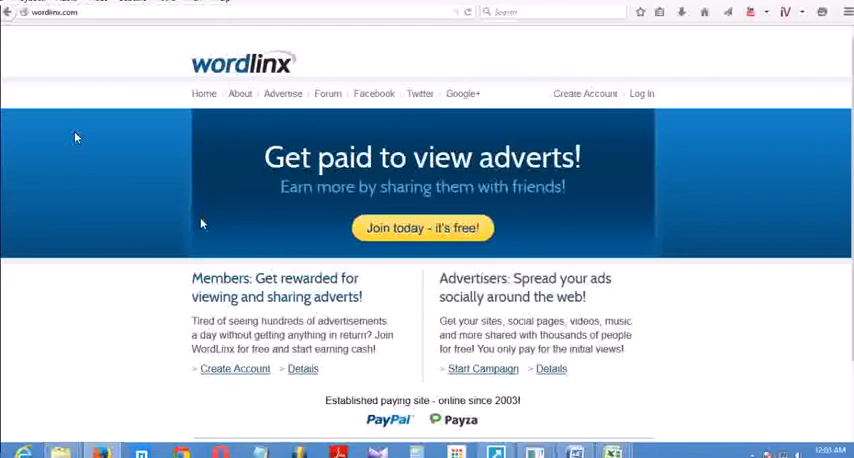 wordlinx.com
Search
wordlinx
Home About Advertise Forum Facebook Twitter Google+ Create Account Log In
Get paid to view adverts!
Earn more by sharing them with friends!
Join today - it's free!
Members: Get rewarded for
viewing and sharing adverts!
Tired of seeing hundreds of advertisements
a day without getting anything in return? Join
WordLinx for free and start earning cash!
> Create Account > Details
Advertisers: Spread your ads
socially around the web!
Get your sites, social pages, videos, music
and more shared with thousands of people
for free! You only pay for the initial views!
> Start Campaign > Details
Established paying site - online since 2003!
PayPal Payza
12:03 AM